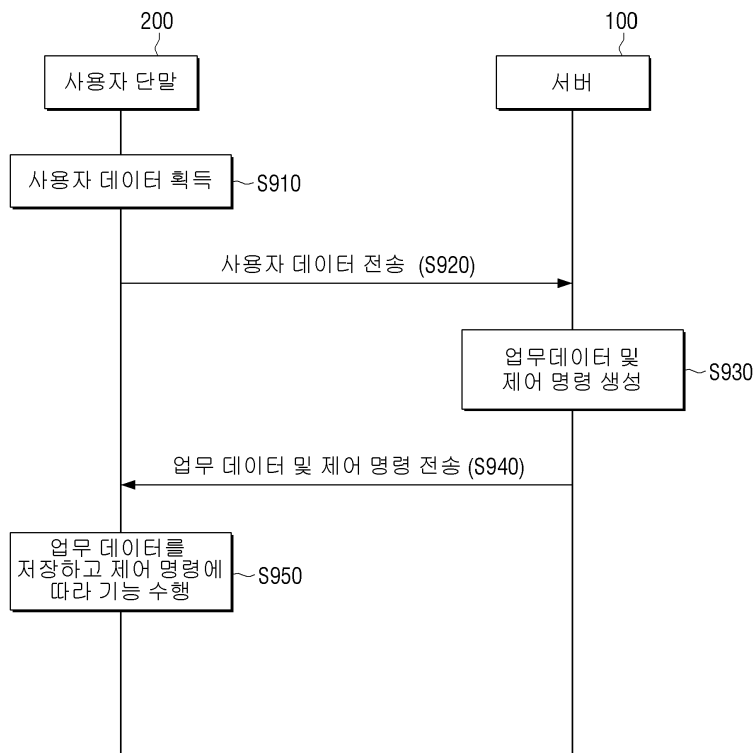 200
100
사용자 단말
서버
사용자 데이터 획득
S910
사용자 데이터 전송 (S920)
업무데이터 및
제어 명령 생성
S930
업무 데이터 및 제어 명령 전송 (S940)
업무 데이터를
저장하고 제어 명령에
따라 기능 수행
S950